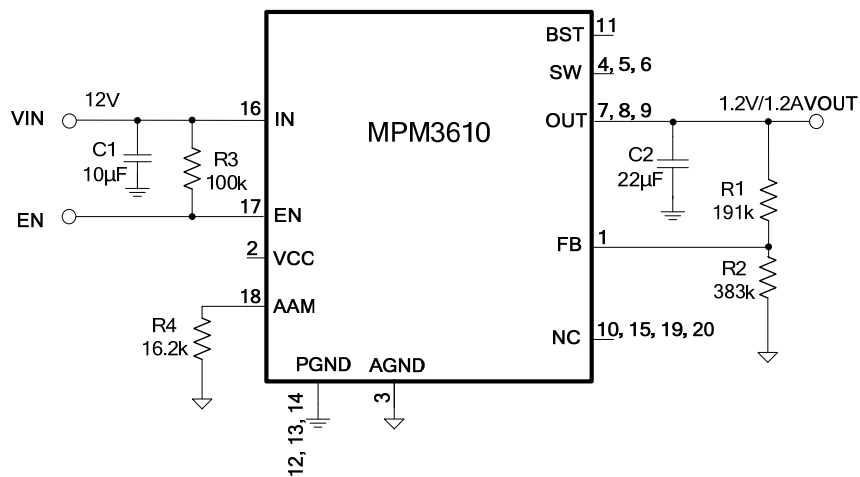 BST
11
SW
4, 5, 6
VIN
12V
16
IN
MPM3610
OUT
7, 8, 9
1.2V/1.2AVOUT
C1
10µF
R3
100k
C2
22µF
R1
191k
EN
17
EN
FB
1
2
VCC
R2
383k
18
AAM
R4
16.2k
NC
10, 15, 19, 20
PGND
AGND
12, 13, 14
3